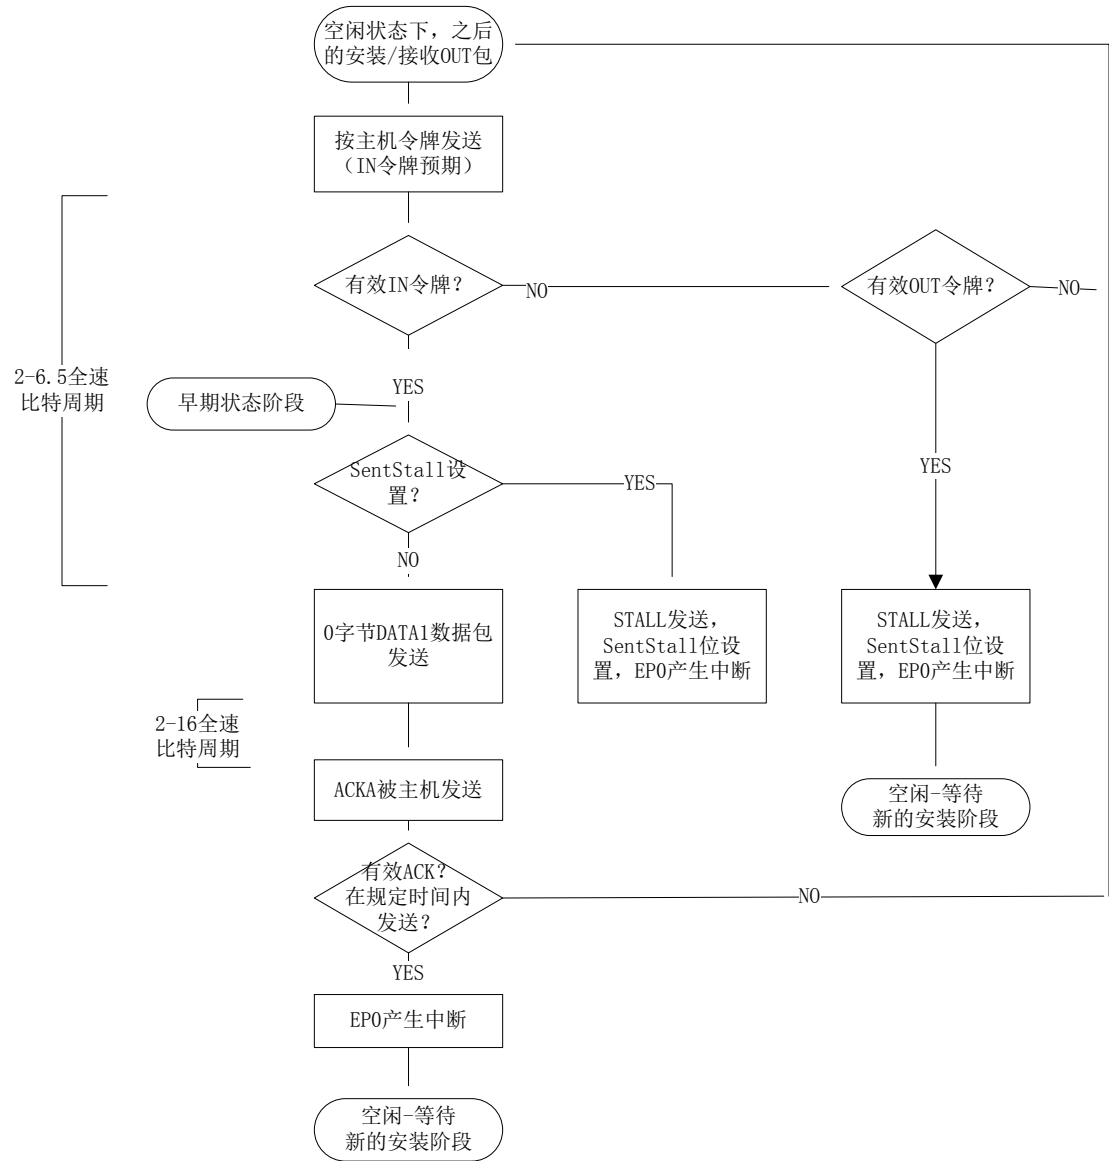 空闲状态下，之后
的安装/接收OUT包
按主机令牌发送
（IN令牌预期）
有效IN令牌？
NO
有效OUT令牌？
NO
2-6.5全速
比特周期
YES
早期状态阶段
SentStall设
置？
YES
YES
NO
0字节DATA1数据包
发送
STALL发送，
SentStall位设
置，EP0产生中断
STALL发送，
SentStall位设
置，EP0产生中断
2-16全速
比特周期
ACKA被主机发送
空闲-等待
新的安装阶段
有效ACK？
在规定时间内
发送？
NO
YES
EP0产生中断
空闲-等待
新的安装阶段